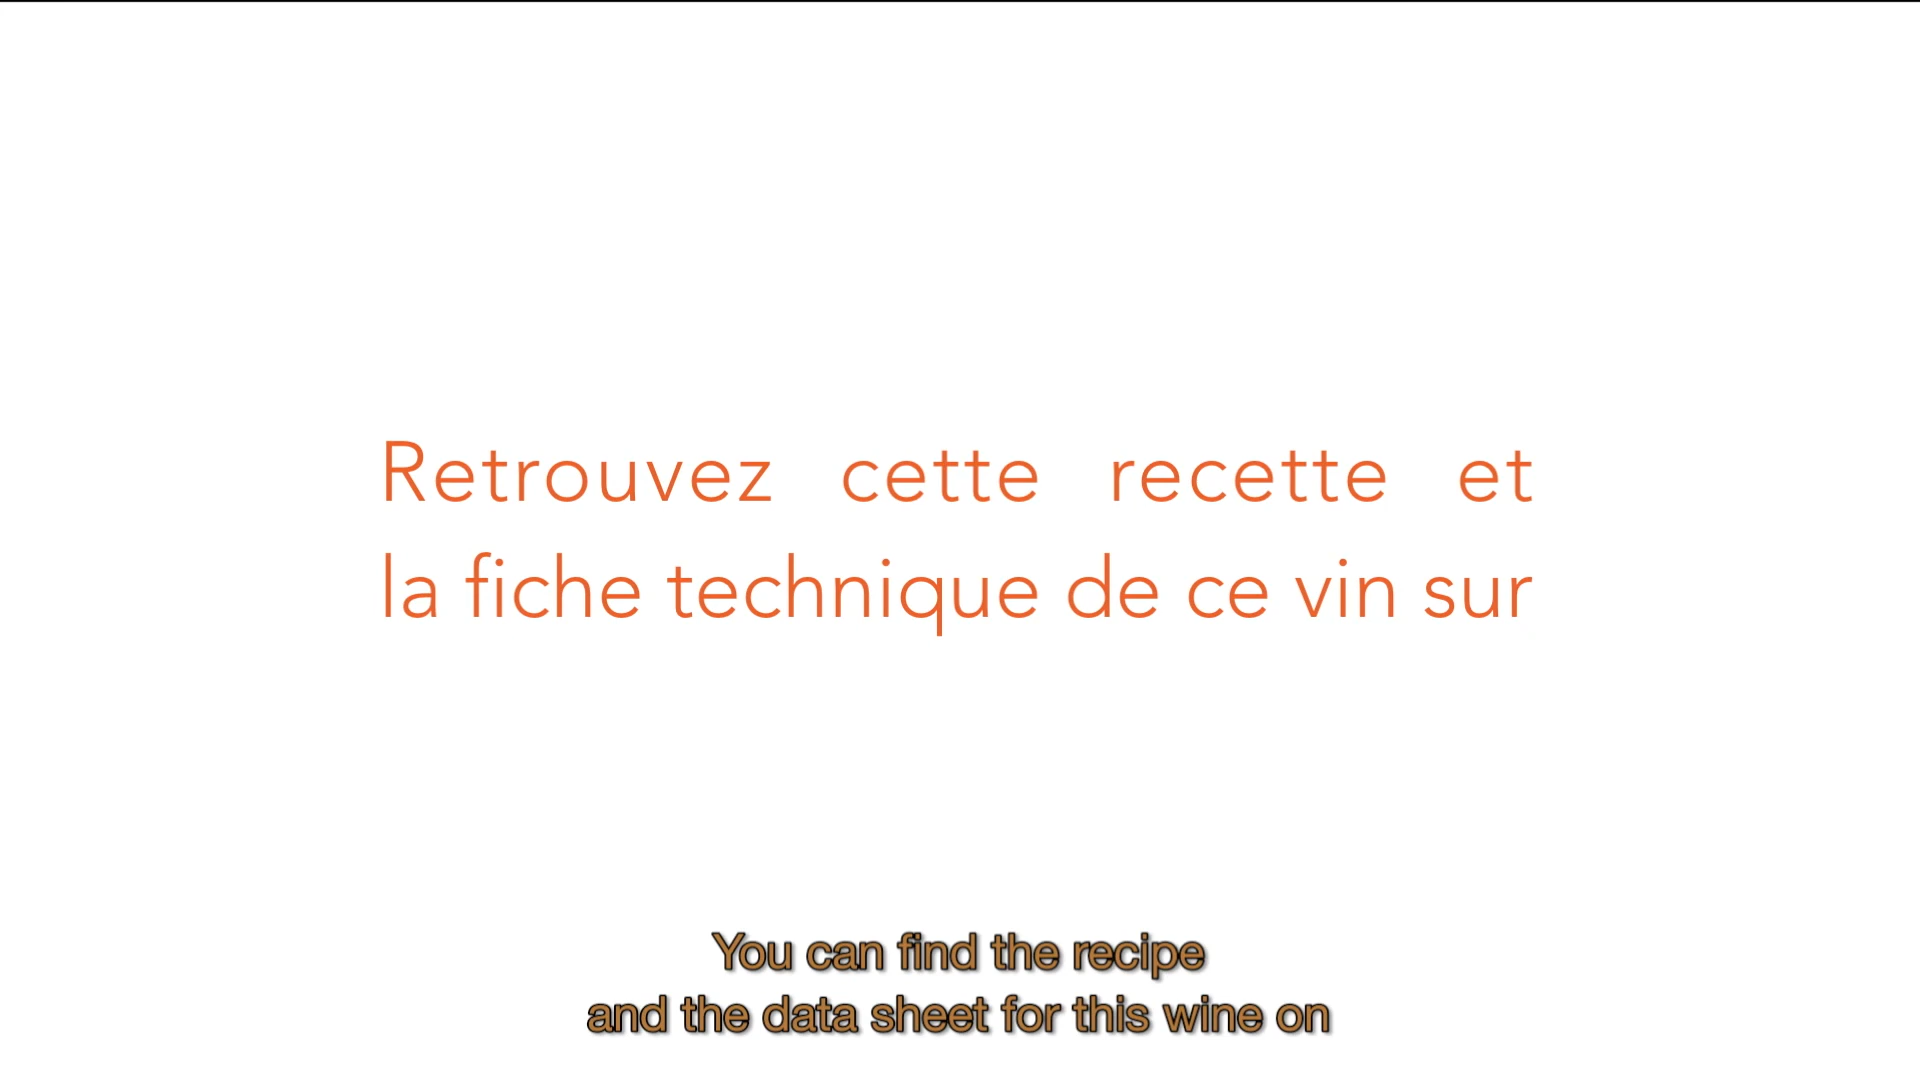 Retrouvez cette recette et
la fiche technique de ce vin sur
You can find the recipe
and the data sheet for this wine on